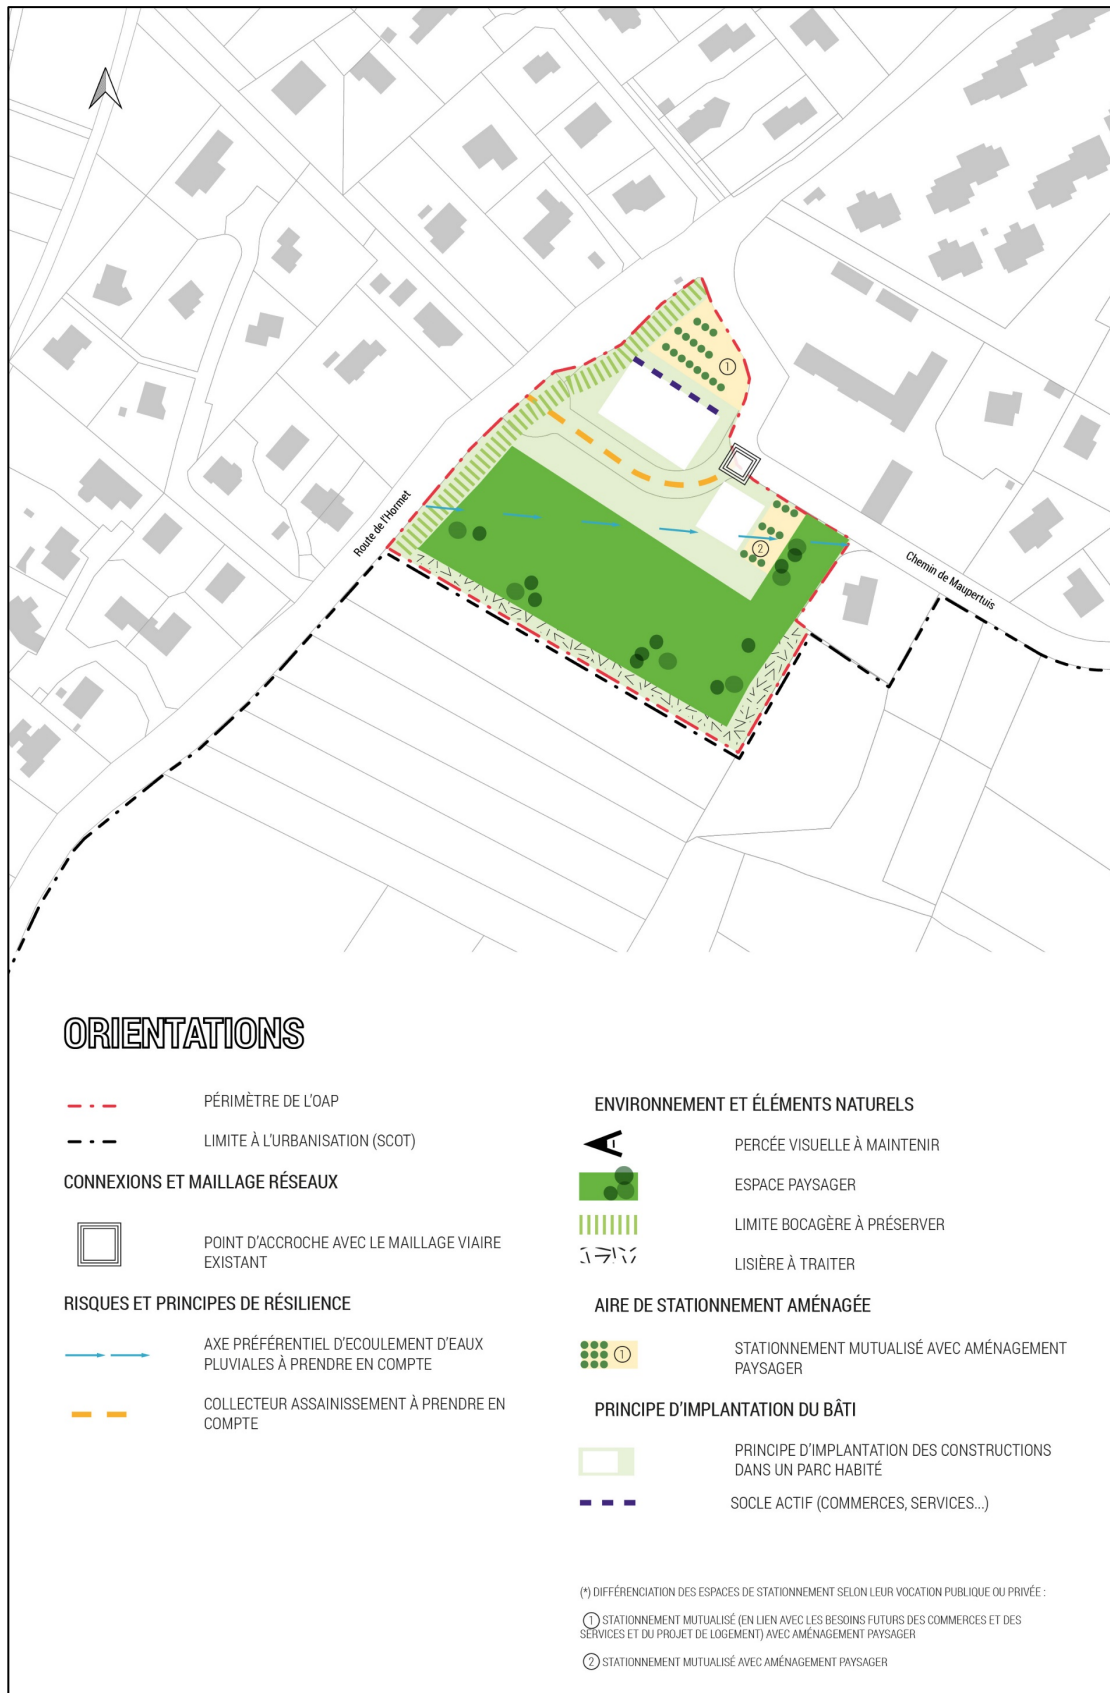 1
2
Route de l'Hormet
Chemin de Maupertuis
ORIENTATIONS
PÉRIMÈTRE DE L'OAP
LIMITE À L'URBANISATION (SCOT)
CONNEXIONS ET MAILLAGE RÉSEAUX
POINT D'ACCROCHE AVEC LE MAILLAGE VIAIRE
EXISTANT
RISQUES ET PRINCIPES DE RÉSILIENCE
AXE PRÉFÉRENTIEL D'ECOULEMENT D'EAUX
PLUVIALES À PRENDRE EN COMPTE
COLLECTEUR ASSAINISSEMENT À PRENDRE EN
COMPTE
ENVIRONNEMENT ET ÉLÉMENTS NATURELS
PERCÉE VISUELLE À MAINTENIR
ESPACE PAYSAGER
LIMITE BOCAGÈRE À PRÉSERVER
LISIÈRE À TRAITER
AIRE DE STATIONNEMENT AMÉNAGÉE
1
STATIONNEMENT MUTUALISÉ AVEC AMÉNAGEMENT
PAYSAGER
PRINCIPE D'IMPLANTATION DU BÂTI
PRINCIPE D'IMPLANTATION DES CONSTRUCTIONS
DANS UN PARC HABITÉ
SOCLE ACTIF (COMMERCES, SERVICES...)
(*) DIFFÉRENCIATION DES ESPACES DE STATIONNEMENT SELON LEUR VOCATION PUBLIQUE OU PRIVÉE :
1 STATIONNEMENT MUTUALISÉ (EN LIEN AVEC LES BESOINS FUTURS DES COMMERCES ET DES
SERVICES ET DU PROJET DE LOGEMENT) AVEC AMÉNAGEMENT PAYSAGER
2 STATIONNEMENT MUTUALISÉ AVEC AMÉNAGEMENT PAYSAGER